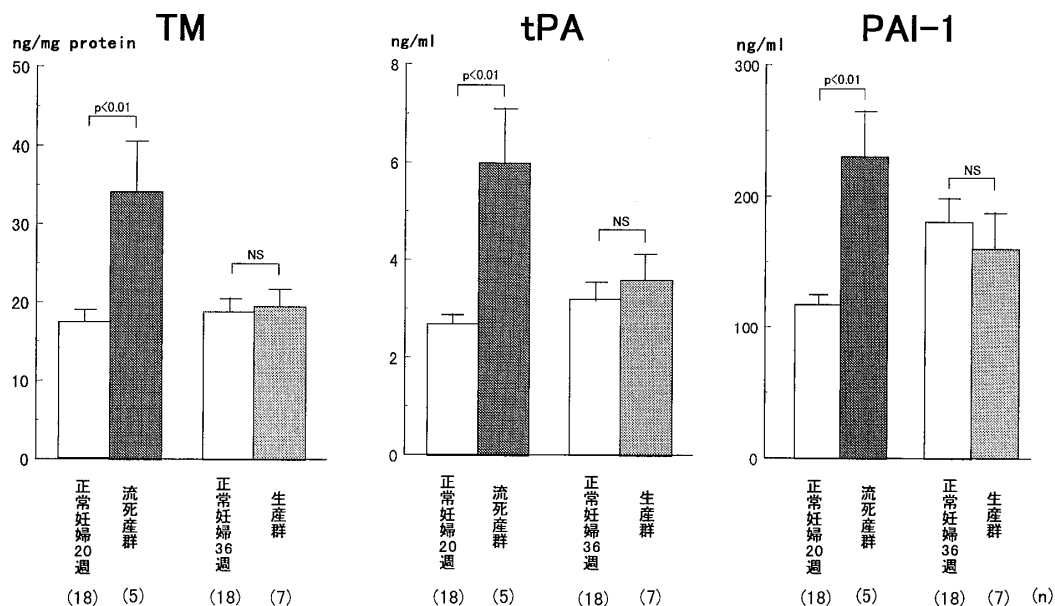 TM
ng/mg protein
50
40
30
20
10
0
p<0.01
NS
正常妊婦20週
流死産群
正常妊婦36週
生産群
(18) (5) (18) (7)
tPA
ng/ml
8
6
4
2
0
p<0.01
NS
正常妊婦20週
流死産群
正常妊婦36週
生産群
(18) (5) (18) (7)
PAI-1
ng/ml
300
200
100
0
p<0.01
NS
正常妊婦20週
流死産群
正常妊婦36週
生産群
(18) (5) (18) (7) (n)